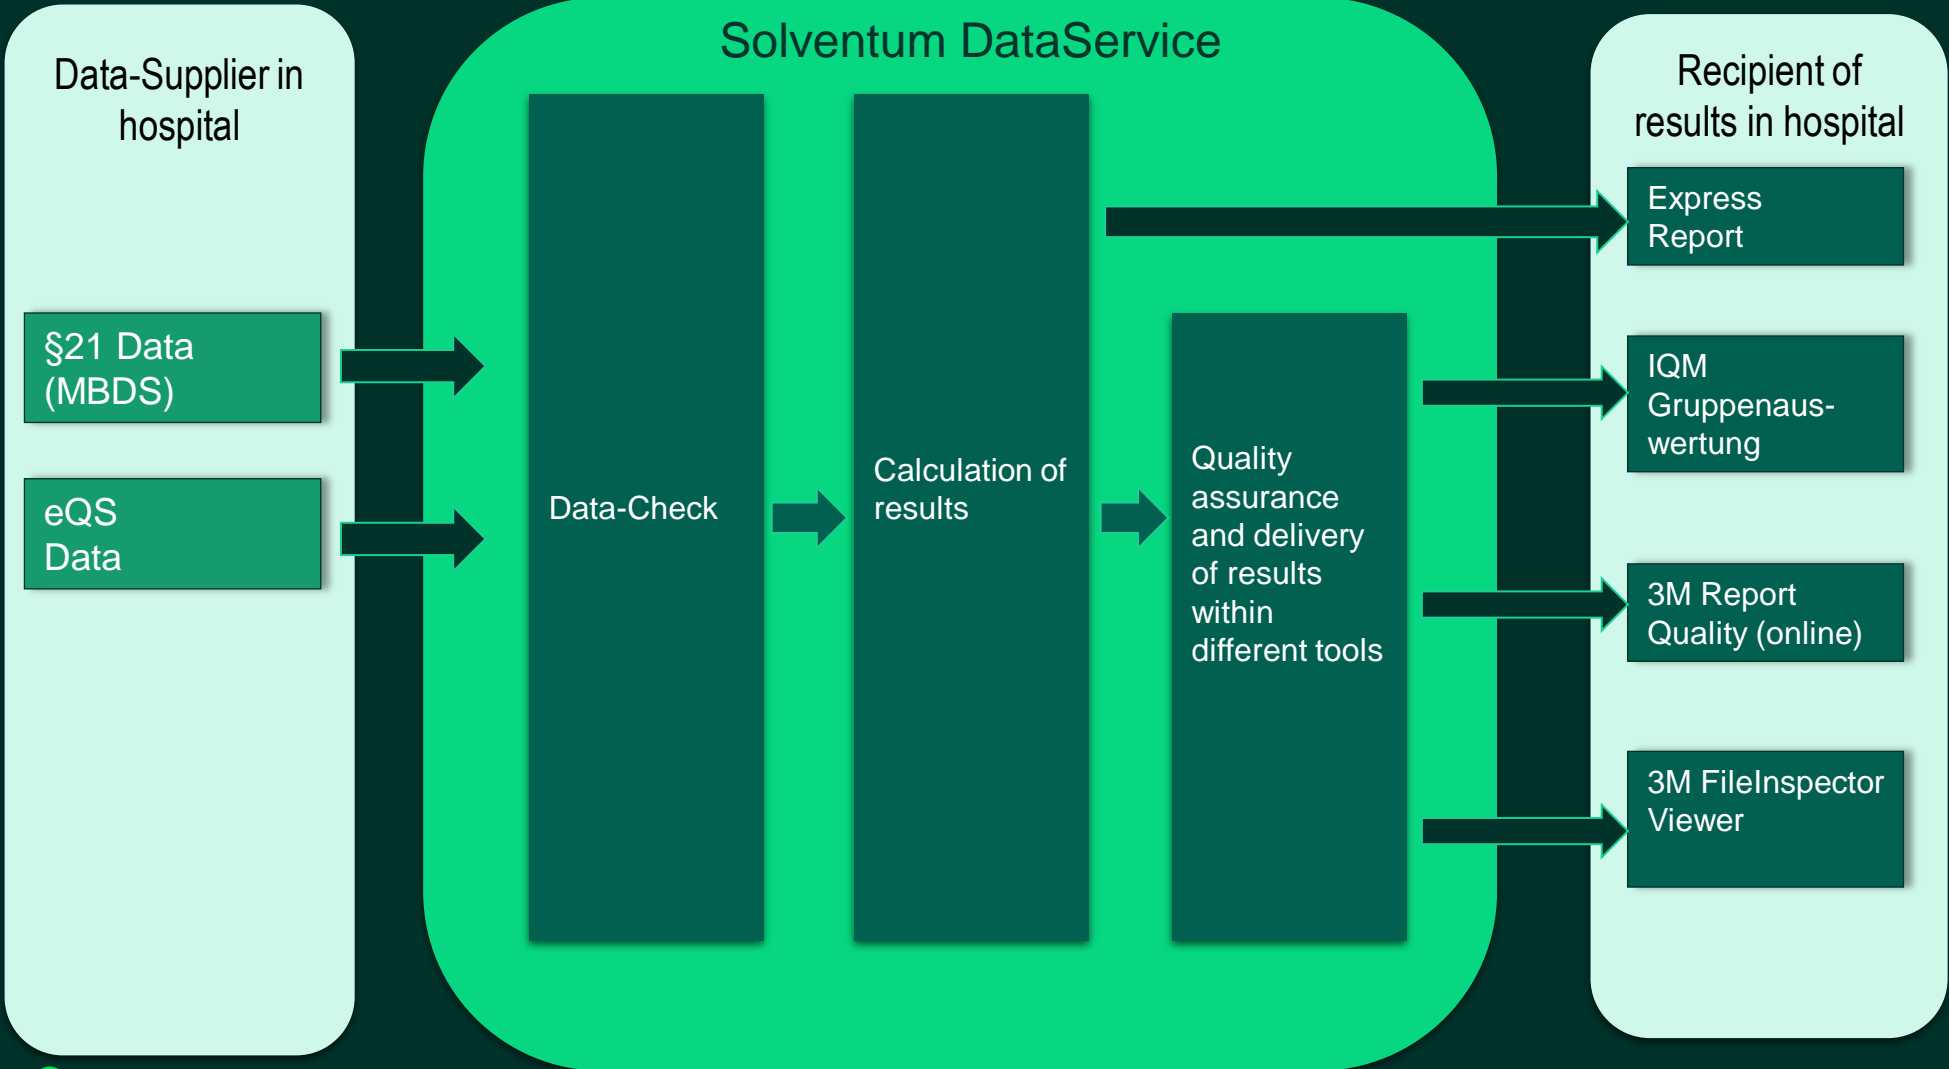 Solventum DataService
Data-Supplier in
hospital
§21 Data
(MBDS)
eQS
Data
Data-Check
Calculation of
results
Quality
assurance
and delivery
of results
within
different tools
Recipient of
results in hospital
Express
Report
IQM
Gruppenaus-
wertung
3M Report
Quality (online)
3M FileInspector
Viewer